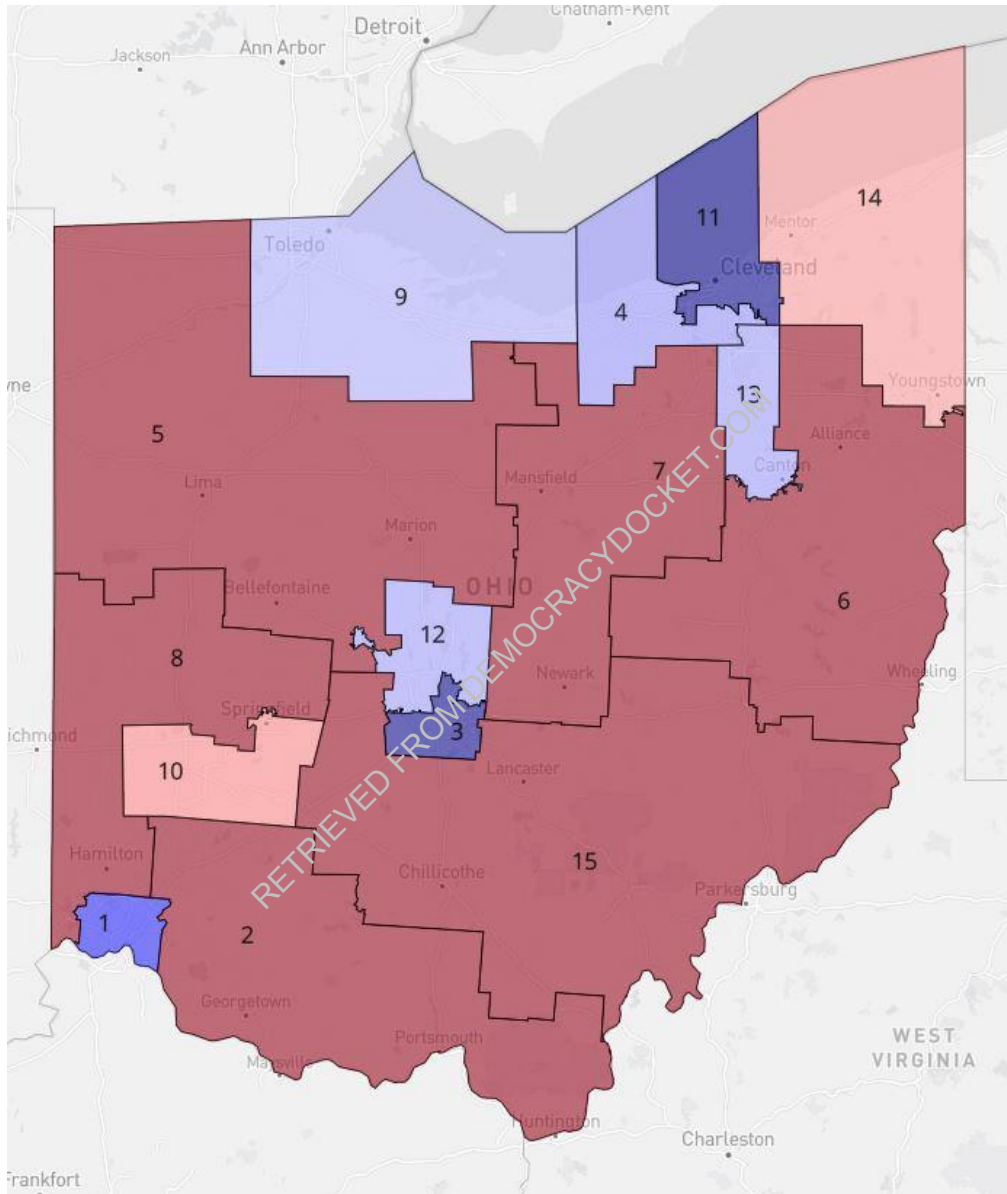 Chatham-Kent
Detroit
Ann Arbor
Jackson
14
11
Mentor
Toledo
Cleveland
9
4
yne
13
Youngstown
5
Alliance
7
Canton
Lima
Mansfield
Marion
OHIO
Bellefontaine
6
12
8
Newark
Wheeling
Springfield
ichmond
3
10
Lancaster
RETRIEVED FROM DEMOCRACYDOCKET.COM
15
Hamilton
Chillicothe
Parkersburg
1
2
Georgetown
Portsmouth
WEST
VIRGINIA
Maysville
Huntington
Charleston
Frankfort